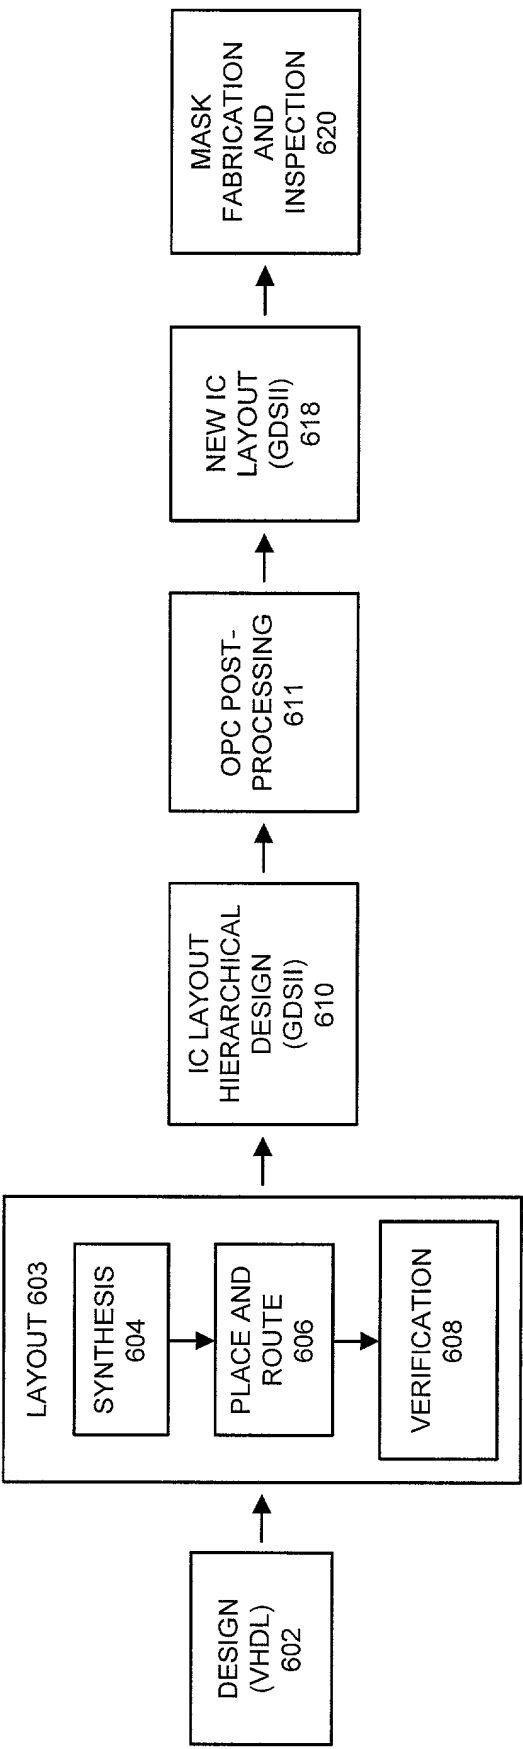 DESIGN
(VHDL)
602
LAYOUT 603
SYNTHESIS
604
PLACE AND
ROUTE
606
VERIFICATION
608
IC LAYOUT
HIERARCHICAL
DESIGN
(GDSII)
610
OPC POST-
PROCESSING
611
NEW IC
LAYOUT
(GDSII)
618
MASK
FABRICATION
AND
INSPECTION
620